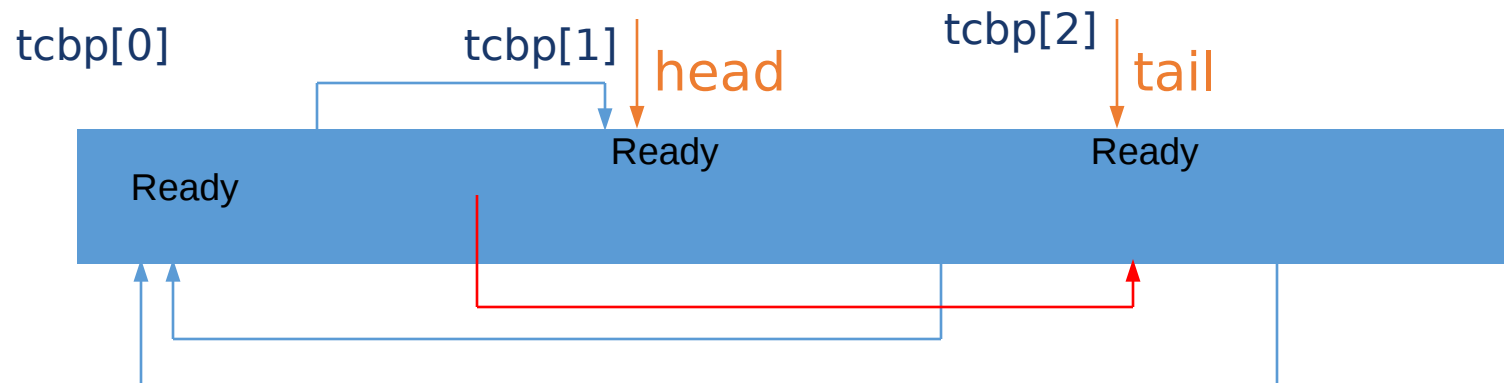 tcbp[0]
tcbp[1]
head
tcbp[2]
tail
Ready
Ready
Ready